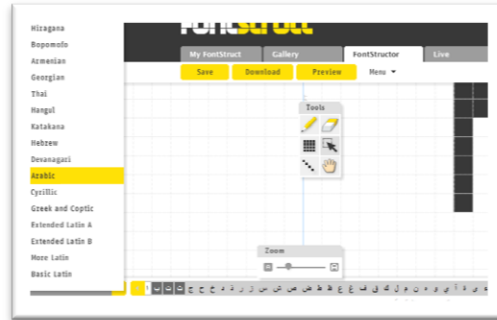 Hiragana
Bopomofo
Armenian
Georgian
Thai
Hangul
Katakana
Hebrew
Devanagari
Arabic
Cyrillic
Greek and Coptic
Extended Latin A
Extended Latin B
More Latin
Basic Latin
My FontStruct Gallery FontStructor Live
Save Download Preview Menu
Tools
Zoom